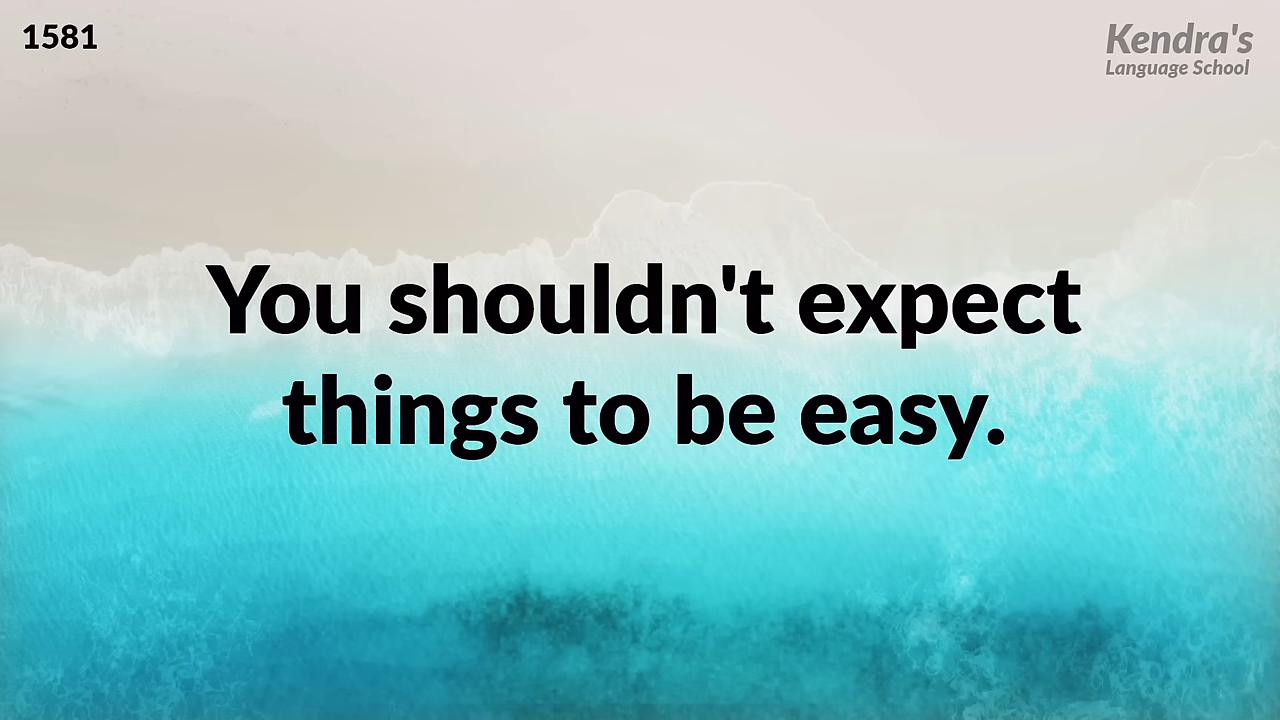 1581
Kendra's
Language School
You shouldn't expect
things to be easy.